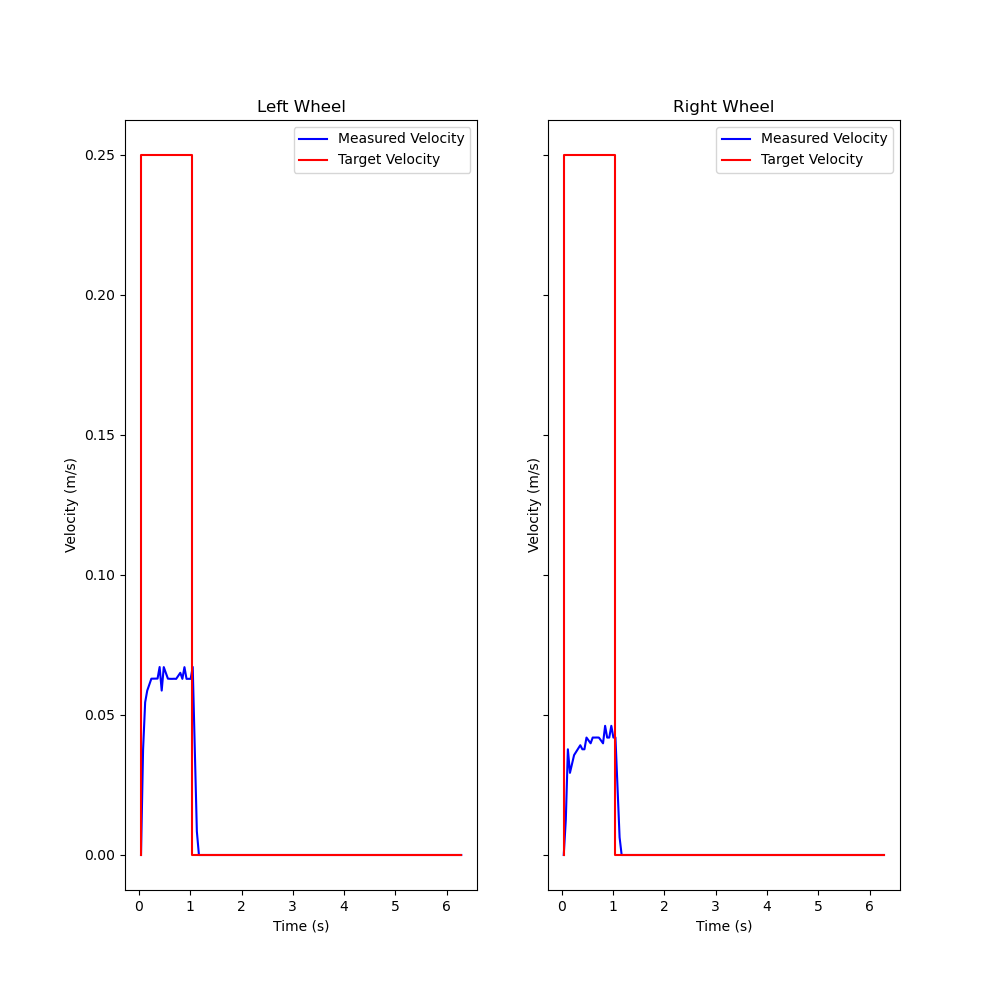 Left Wheel
Measured Velocity
Target Velocity
Velocity (m/s)
0.25
0.20
0.15
0.10
0.05
0.00
0 1 2 3 4 5 6
Time (s)
Right Wheel
Measured Velocity
Target Velocity
Velocity (m/s)
0 1 2 3 4 5 6
Time (s)